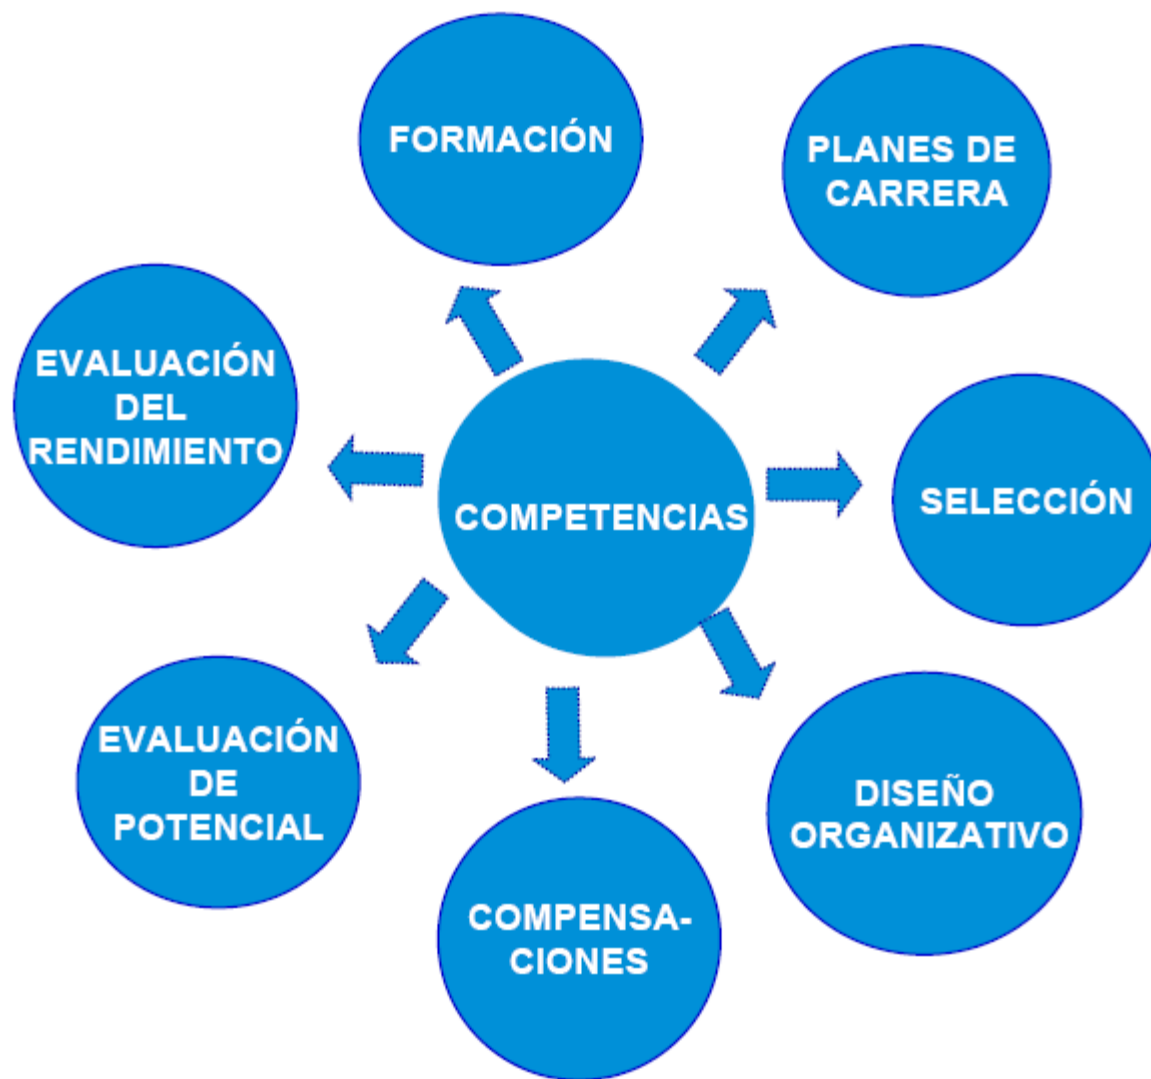 FORMACIÓN
PLANES DE
CARRERA
EVALUACIÓN
DEL
RENDIMIENTO
COMPETENCIAS
SELECCIÓN
EVALUACIÓN
DE
POTENCIAL
DISEÑO
ORGANIZATIVO
COMPENSA-
CIONES